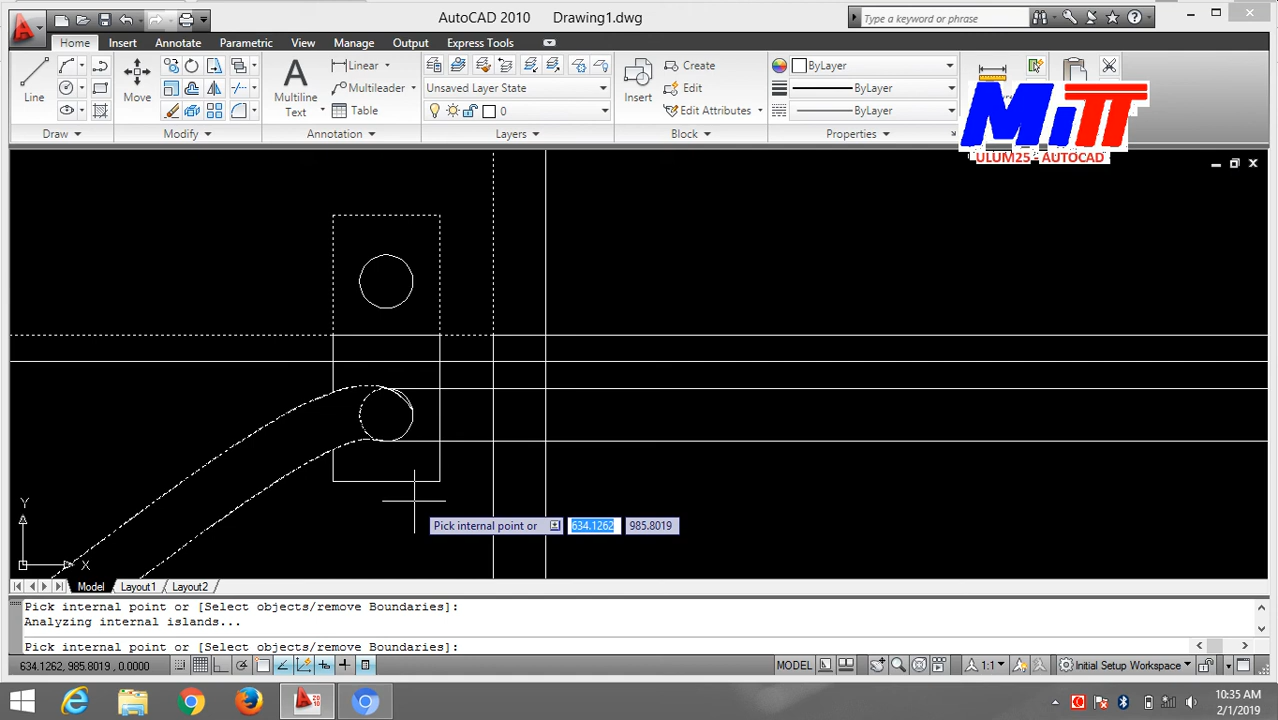 AutoCAD 2010 Drawing1.dwg
Type a keyword or phrase
Home Insert Annotate Parametric View Manage Output Express Tools
Line
Move
Multiline
Text
Linear
Multileader
Table
Unsaved Layer State
0
Insert
Create
Edit
Edit Attributes
ByLayer
ByLayer
ByLayer
Draw Modify Annotation Layers Block Properties
MiTT
ULUM25 - AUTOCAD
Pick internal point or 634.1262 985.8019
Y
X
Model Layout1 Layout2
Pick internal point or [Select objects/remove Boundaries]:
Analyzing internal islands...
Pick internal point or [Select objects/remove Boundaries]:
634.1262, 985.8019 , 0.0000 MODEL 1:1 Initial Setup Workspace
10:35 AM
2/1/2019